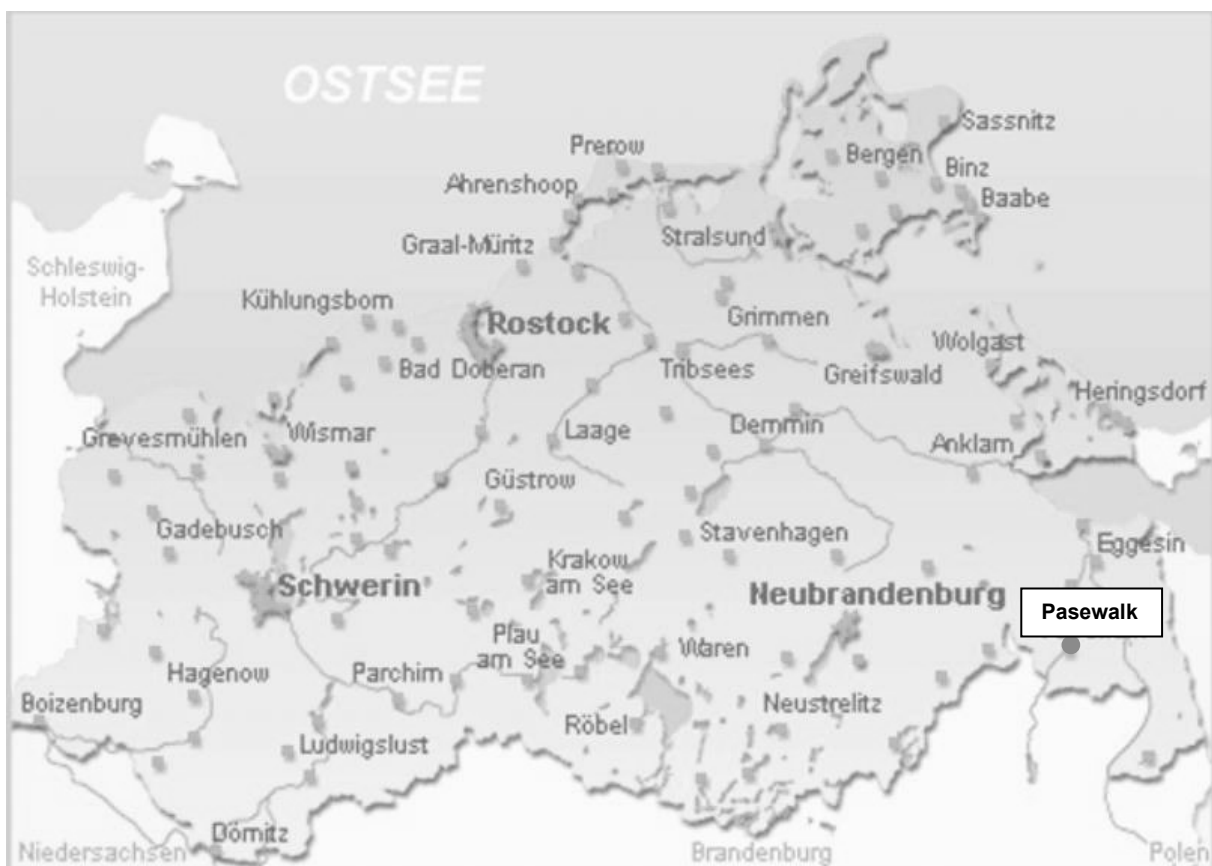 OSTSEE
Sassnitz
Prerow
Bergen
Binz
Ahrenshoop
Baabe
Stralsund
Graal-Müritz
Schleswig-
Holstein
Kühlungsborn
Rostock
Grimmen
Wolgast
Bad Doberan
Tribsees
Greifswald
Heringsdorf
Grevesmühlen
Wismar
Laage
Demmin
Anklam
Güstrow
Gadebusch
Stavenhagen
Eggesin
Krakow
am See
Schwerin
Neubrandenburg
Pasewalk
Plau
am See
Waren
Hagenow
Parchim
Boizenburg
Röbel
Neustrelitz
Ludwigslust
Dömitz
Niedersachsen
Brandenburg
Polen